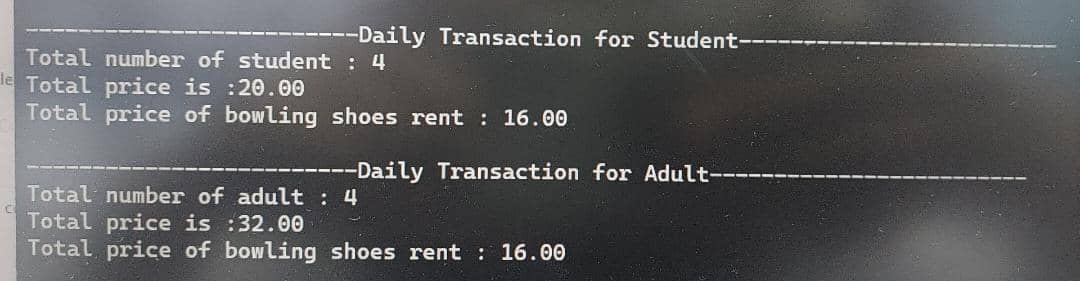 --------------------------Daily Transaction for Student-------------------------
Total number of student : 4
Total price is :20.00
Total price of bowling shoes rent : 16.00
--------------------------Daily Transaction for Adult-------------------------
Total number of adult : 4
Total price is :32.00
Total price of bowling shoes rent : 16.00